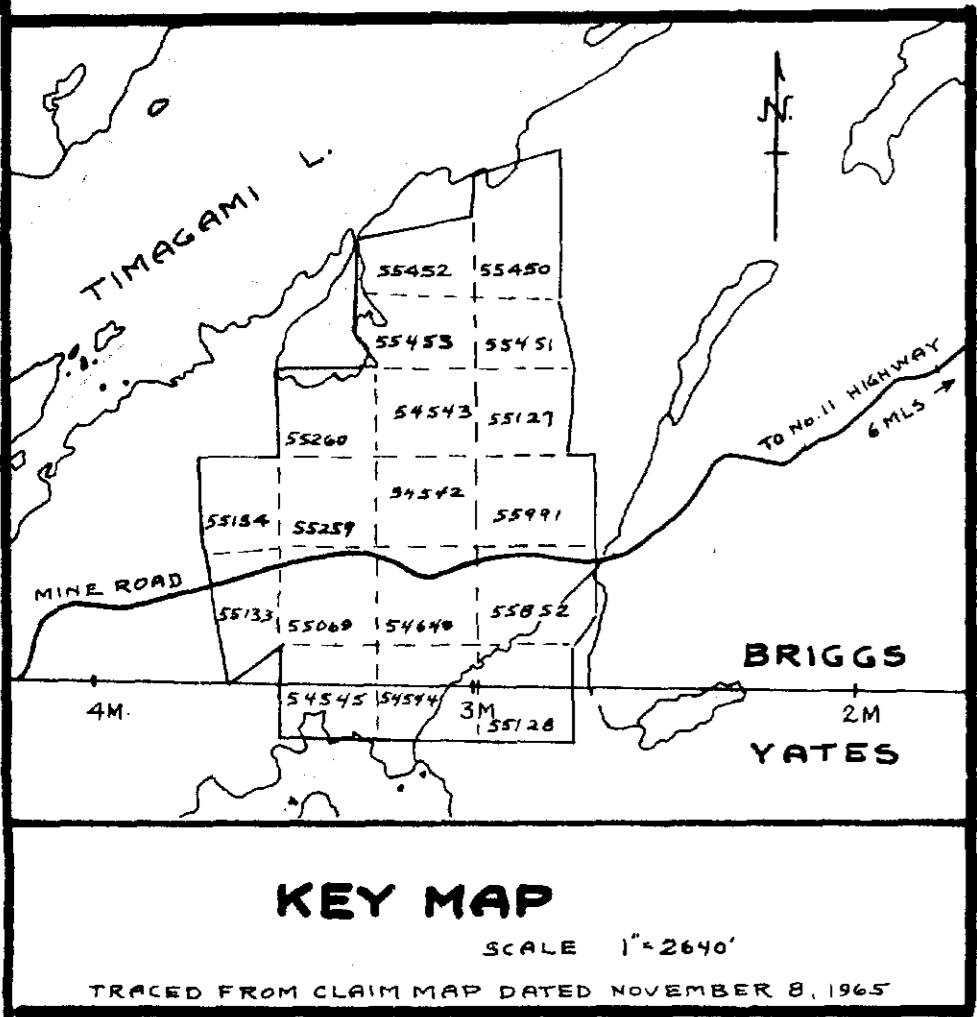 N.
TIMAGAMI L.
55452 55450
55453 55451
54543 55127
55260
54542
55134 55259 55991
TO NO. 11 HIGHWAY
6 MLS
MINE ROAD
55133 55069 54640 55852
BRIGGS
54545 54544
4M. 3M 2M
55128
YATES
KEY MAP
SCALE 1"=2640'
TRACED FROM CLAIM MAP DATED NOVEMBER 8, 1965